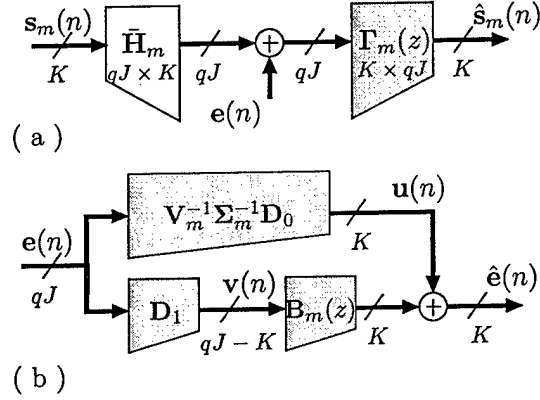 s_m(n) H̄_m Γ_m(z) ŝ_m(n)
K qJ × K qJ + qJ K × qJ K
e(n)
( a )
V_m^{-1}Σ_m^{-1}D_0 u(n)
K
e(n)
qJ
D_1 v(n) B_m(z) + ê(n)
qJ − K K K
( b )